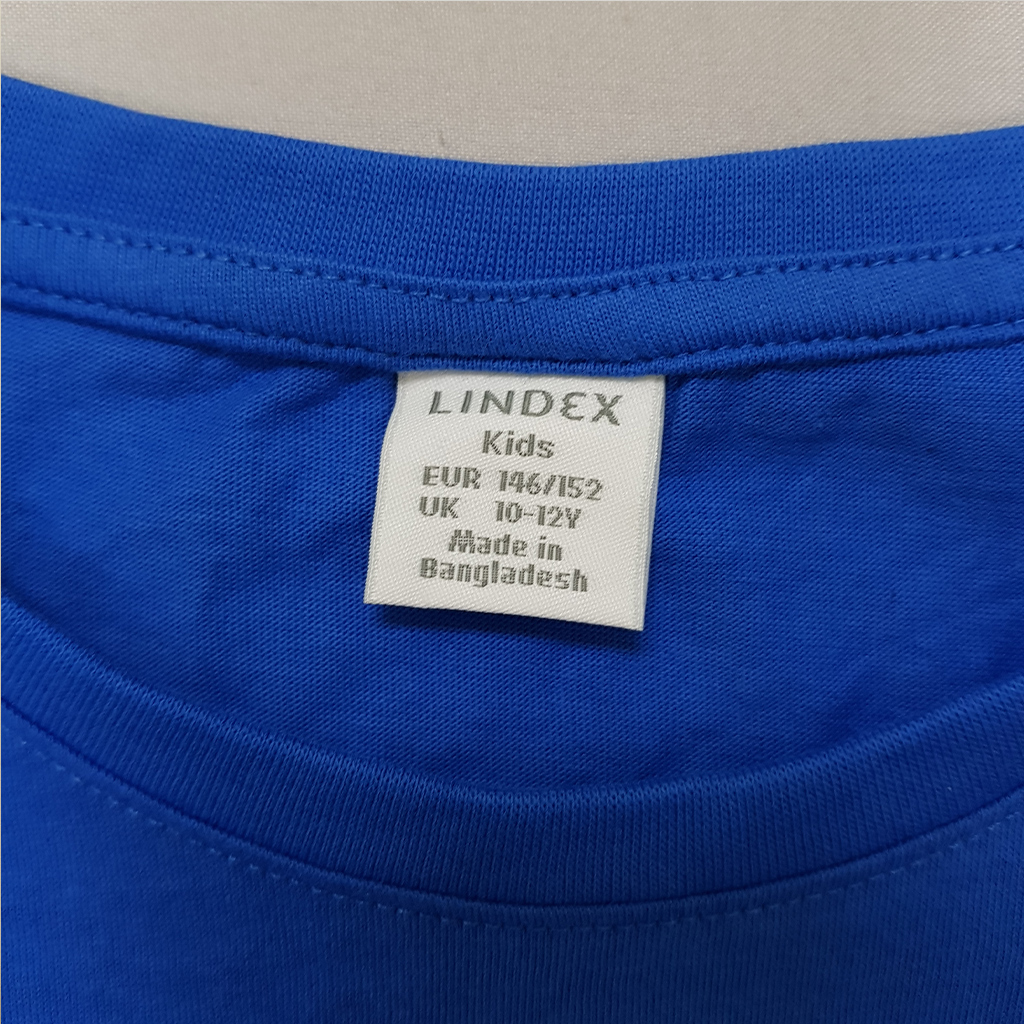 LINDEX
Kids
EUR 146/152
UK 10-12Y
Made in
Bangladesh